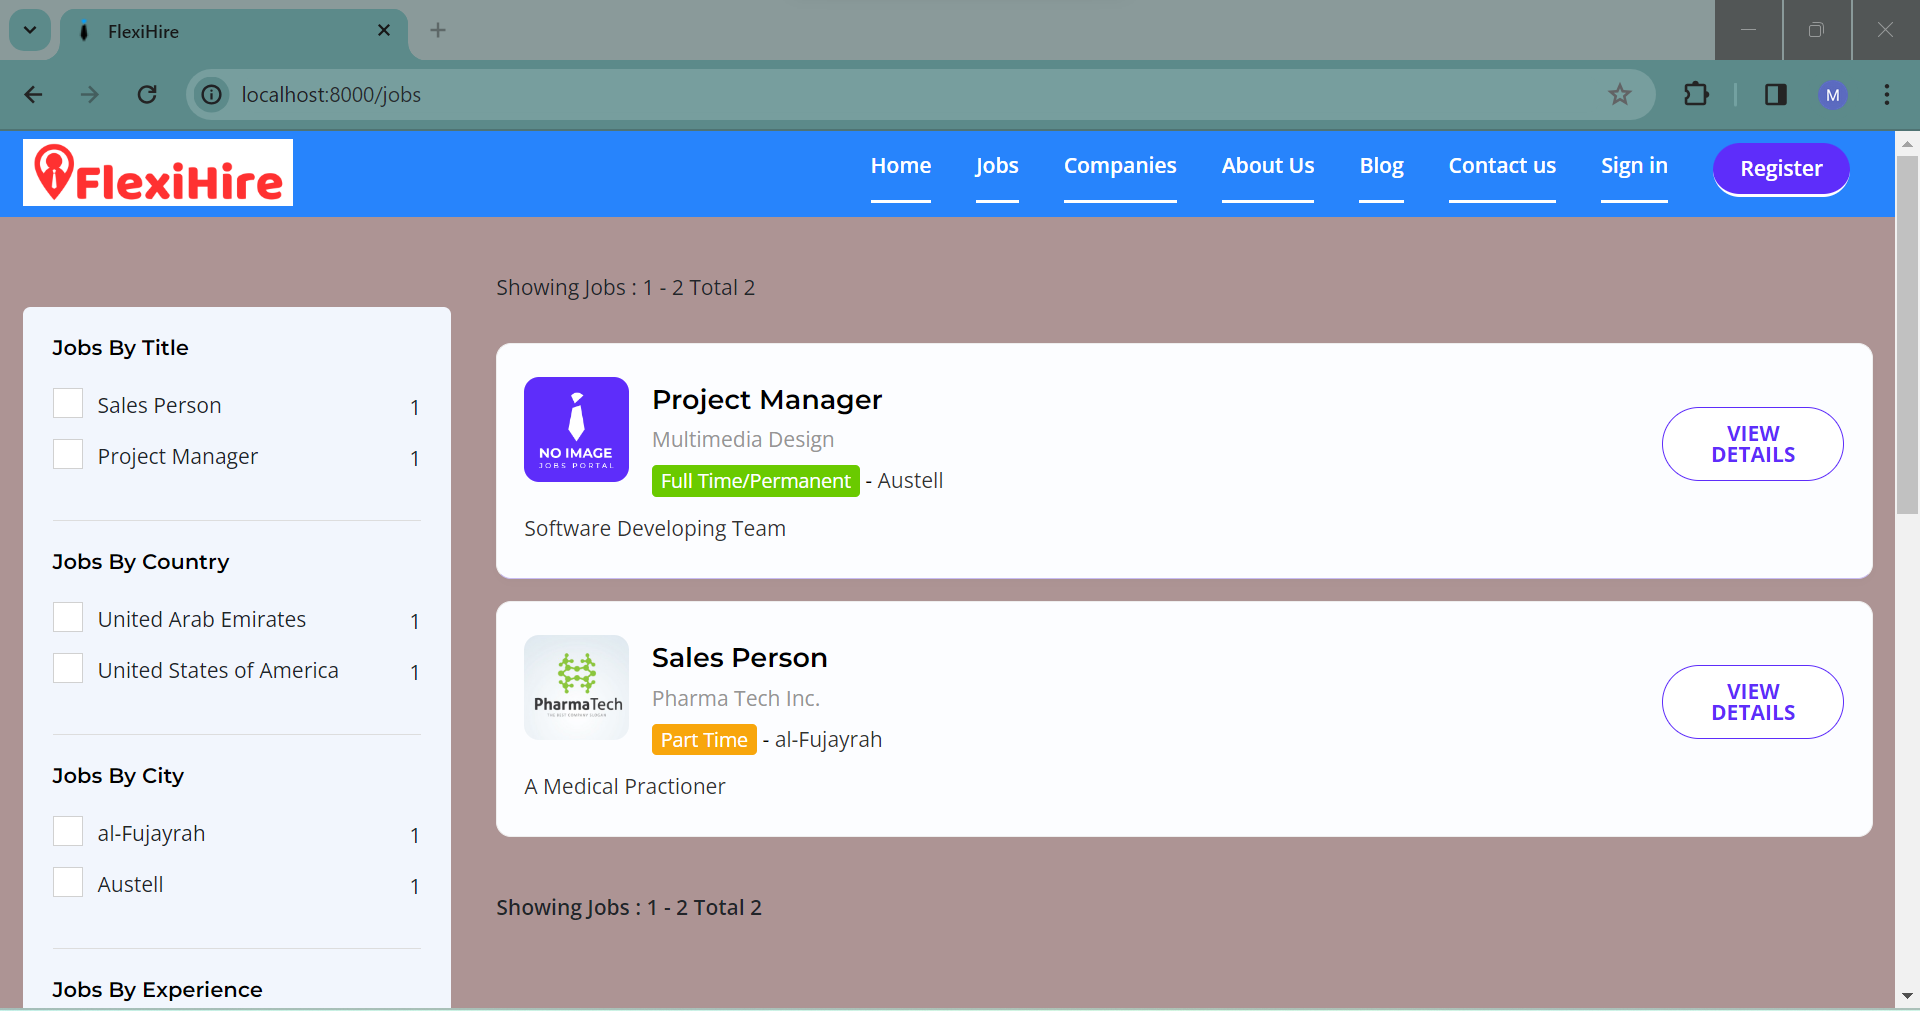 FlexiHire
localhost:8000/jobs
M
FlexiHire
Home
Jobs
Companies
About Us
Blog
Contact us
Sign in
Register
Showing Jobs : 1 - 2 Total 2
Jobs By Title
Sales Person 1
Project Manager 1
Jobs By Country
United Arab Emirates 1
United States of America 1
Jobs By City
al-Fujayrah 1
Austell 1
Jobs By Experience
NO IMAGE
JOBS PORTAL
Project Manager
Multimedia Design
Full Time/Permanent - Austell
Software Developing Team
VIEW
DETAILS
PharmaTech
THE BEST COMPANY SLOGAN
Sales Person
Pharma Tech Inc.
Part Time - al-Fujayrah
A Medical Practioner
VIEW
DETAILS
Showing Jobs : 1 - 2 Total 2